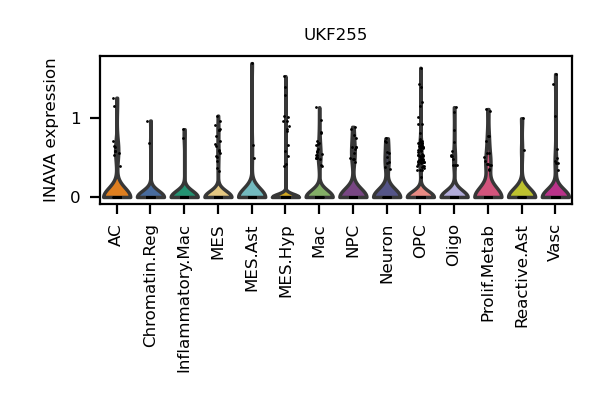 UKF255
INAVA expression
1
0
AC
Chromatin.Reg
Inflammatory.Mac
MES
MES.Ast
MES.Hyp
Mac
NPC
Neuron
OPC
Oligo
Prolif.Metab
Reactive.Ast
Vasc